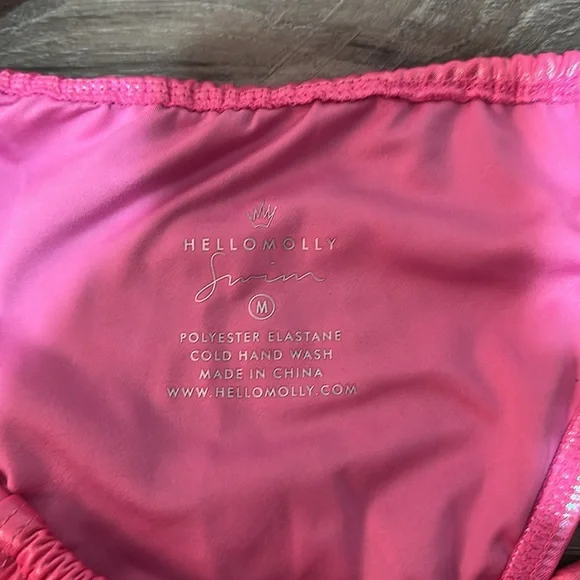 HELLOMOLLY
Swim
M
POLYESTER ELASTANE
COLD HAND WASH
MADE IN CHINA
WWW.HELLOMOLLY.COM